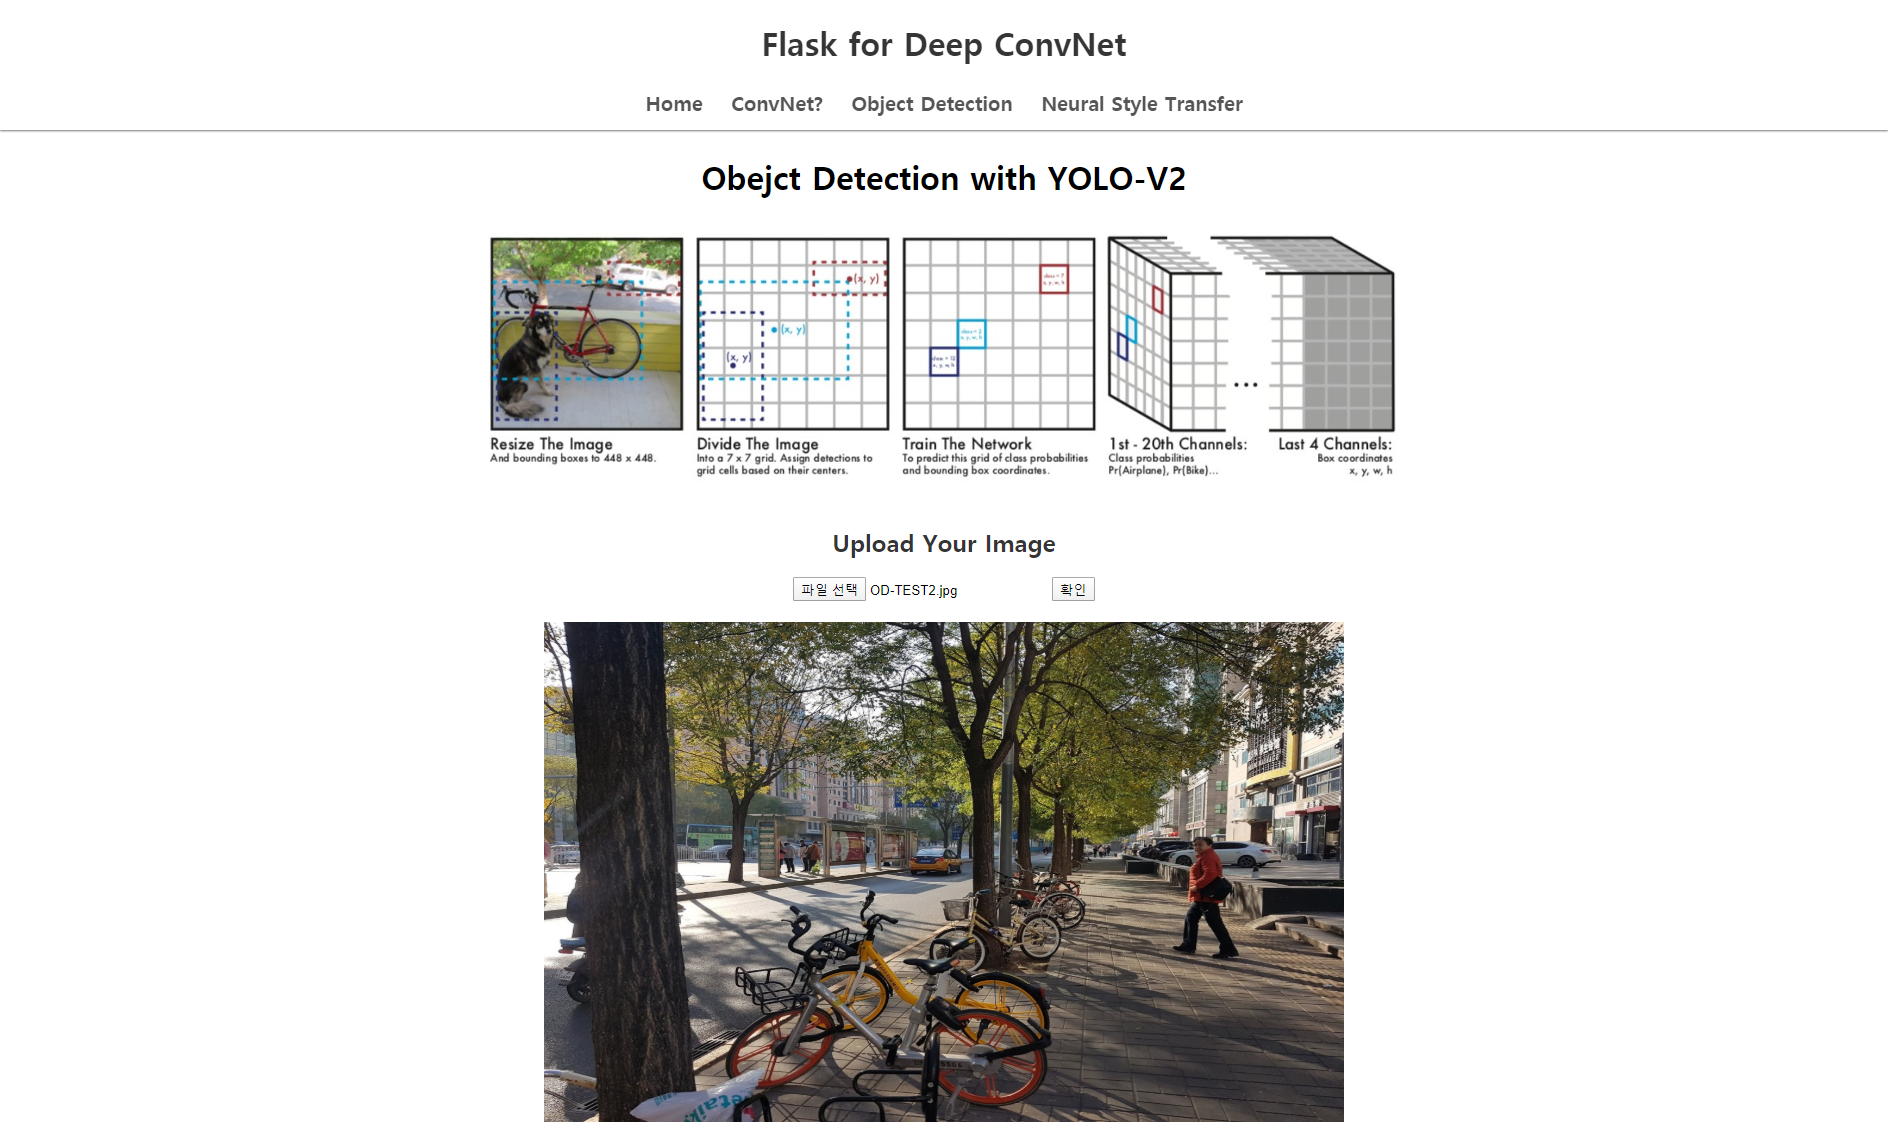 Flask for Deep ConvNet
Home ConvNet? Object Detection Neural Style Transfer
Obejct Detection with YOLO-V2
(x, y)
(x, y)
(x, y)
Resize The Image
And bounding boxes to 448 x 448.
Divide The Image
Into a 7 x 7 grid. Assign detections to
grid cells based on their centers.
Train The Network
To predict this grid of class probabilities
and bounding box coordinates.
1st - 20th Channels:
Class probabilities
Pr(Airplane), Pr(Bike)...
Last 4 Channels:
Box coordinates
x, y, w, h
Upload Your Image
파일 선택 OD-TEST2.jpg 확인